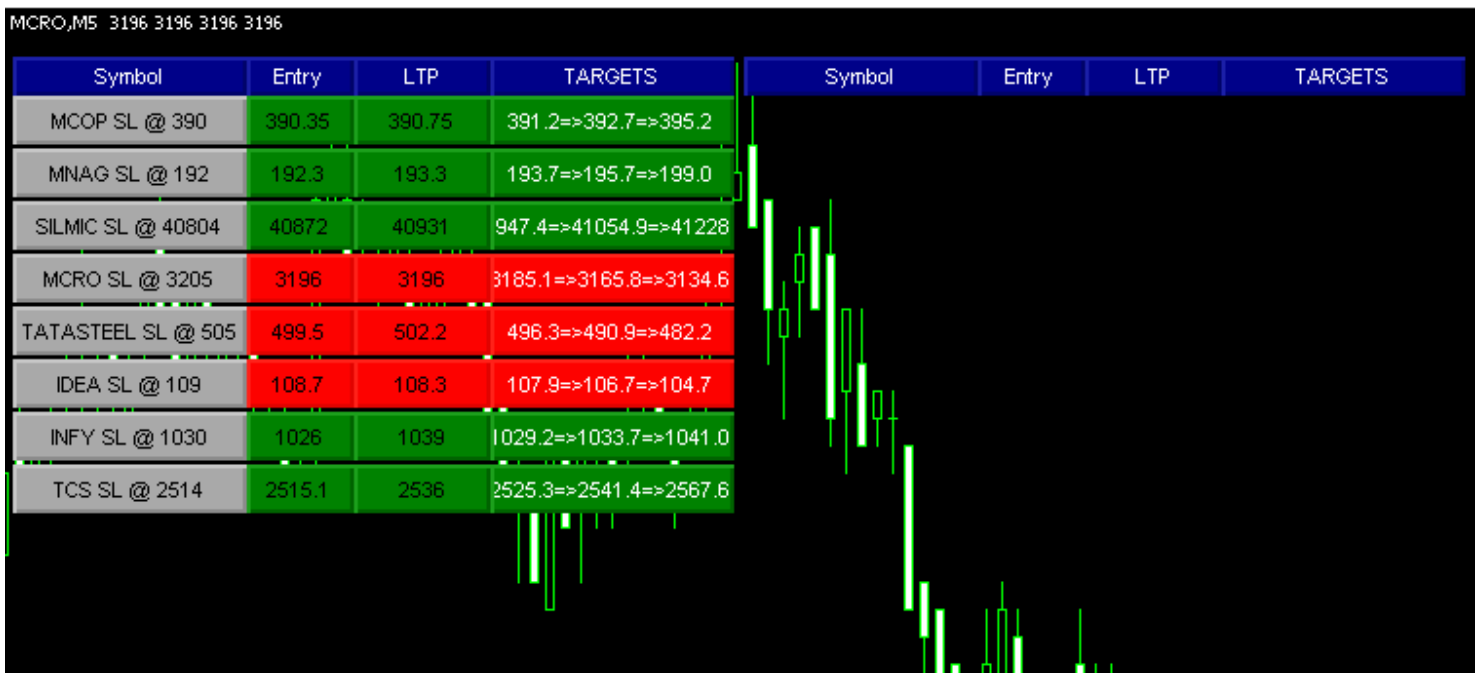 MCRO,M5 3196 3196 3196 3196
Symbol Entry LTP TARGETS Symbol Entry LTP TARGETS
MCOP SL @ 390 390.35 390.75 391.2=>392.7=>395.2
MNAG SL @ 192 192.3 193.3 193.7=>195.7=>199.0
SILMIC SL @ 40804 40872 40931 947.4=>41054.9=>41228
MCRO SL @ 3205 3196 3196 3185.1=>3165.8=>3134.6
TATASTEEL SL @ 505 499.5 502.2 496.3=>490.9=>482.2
IDEA SL @ 109 108.7 108.3 107.9=>106.7=>104.7
INFY SL @ 1030 1026 1039 1029.2=>1033.7=>1041.0
TCS SL @ 2514 2515.1 2536 2525.3=>2541.4=>2567.6